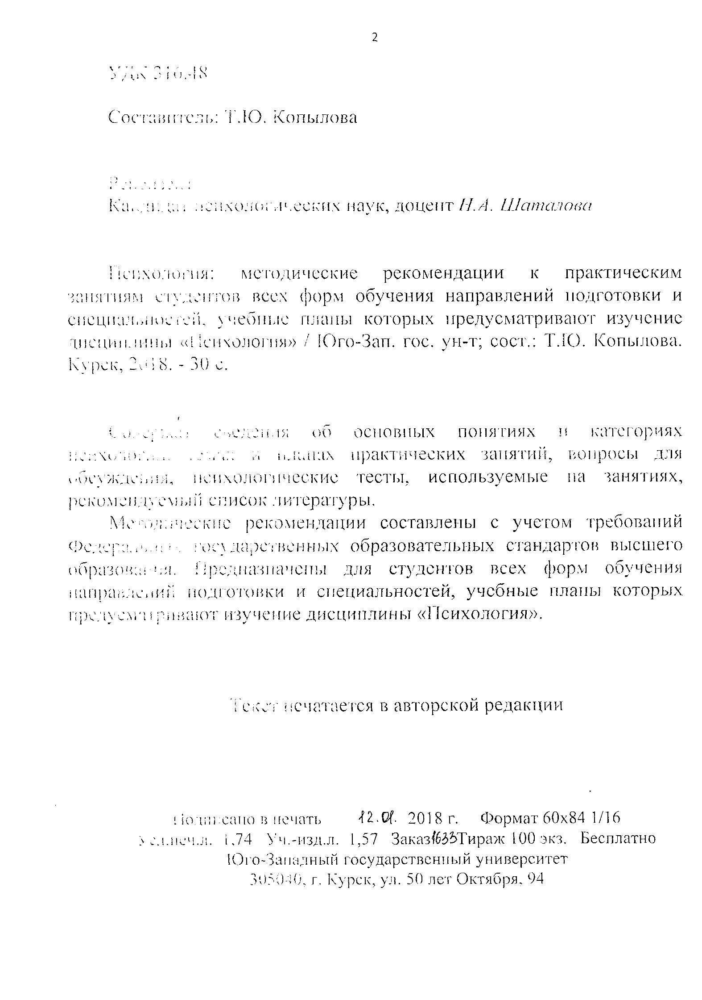 2
УДК 316.48
Составитель: Т.Ю. Копылова
Рецензент
Кандидат психологических наук, доцент Н.А. Шаталова
Психология: методические рекомендации к практическим
занятиям студентов всех форм обучения направлений подготовки и
специальностей, учебные планы которых предусматривают изучение
дисциплины «Психология» / Юго-Зап. гос. ун-т; сост.: Т.Ю. Копылова.
Курск, 2018. - 30 с.
Содержат сведения об основных понятиях и категориях
психологии, темах и планах практических занятий, вопросы для
обсуждения, психологические тесты, используемые на занятиях,
рекомендуемый список литературы.
Методические рекомендации составлены с учетом требований
Федеральных государственных образовательных стандартов высшего
образования. Предназначены для студентов всех форм обучения
направлений подготовки и специальностей, учебные планы которых
предусматривают изучение дисциплины «Психология».
Текст печатается в авторской редакции
Подписано в печать 12.01. 2018 г. Формат 60х84 1/16
Усл.печ.л. 1,74 Уч.-изд.л. 1,57 Заказ 1633 Тираж 100 экз. Бесплатно
Юго-Западный государственный университет
305040, г. Курск, ул. 50 лет Октября, 94